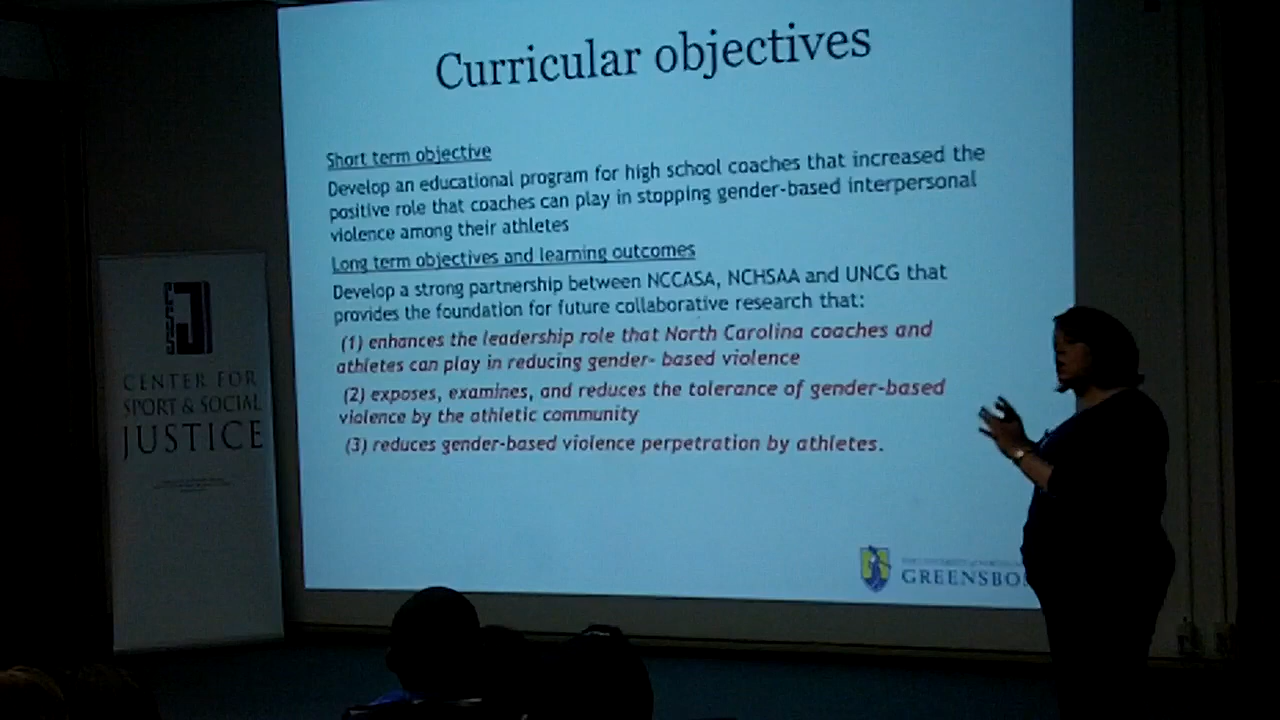 Curricular objectives
Short term objective
Develop an educational program for high school coaches that increased the
positive role that coaches can play in stopping gender-based interpersonal
violence among their athletes
Long term objectives and learning outcomes
Develop a strong partnership between NCCASA, NCHSAA and UNCG that
provides the foundation for future collaborative research that:
(1) enhances the leadership role that North Carolina coaches and
athletes can play in reducing gender- based violence
(2) exposes, examines, and reduces the tolerance of gender-based
violence by the athletic community
(3) reduces gender-based violence perpetration by athletes.
GREENSBO
CENTER FOR
SPORT & SOCIAL
JUSTICE